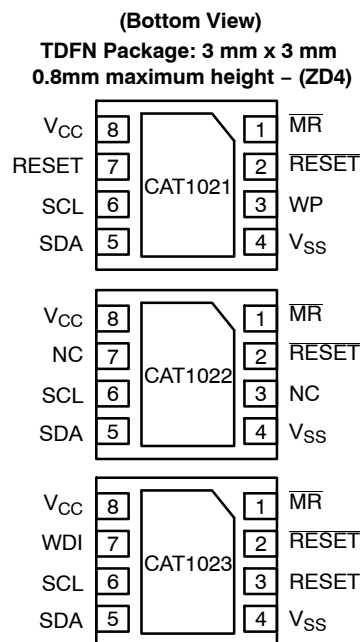 (Bottom View)
TDFN Package: 3 mm x 3 mm
0.8mm maximum height – (ZD4)
VCC 8 1 MR
RESET 7 2 RESET
CAT1021
SCL 6 3 WP
SDA 5 4 VSS
VCC 8 1 MR
NC 7 2 RESET
CAT1022
SCL 6 3 NC
SDA 5 4 VSS
VCC 8 1 MR
WDI 7 2 RESET
CAT1023
SCL 6 3 RESET
SDA 5 4 VSS